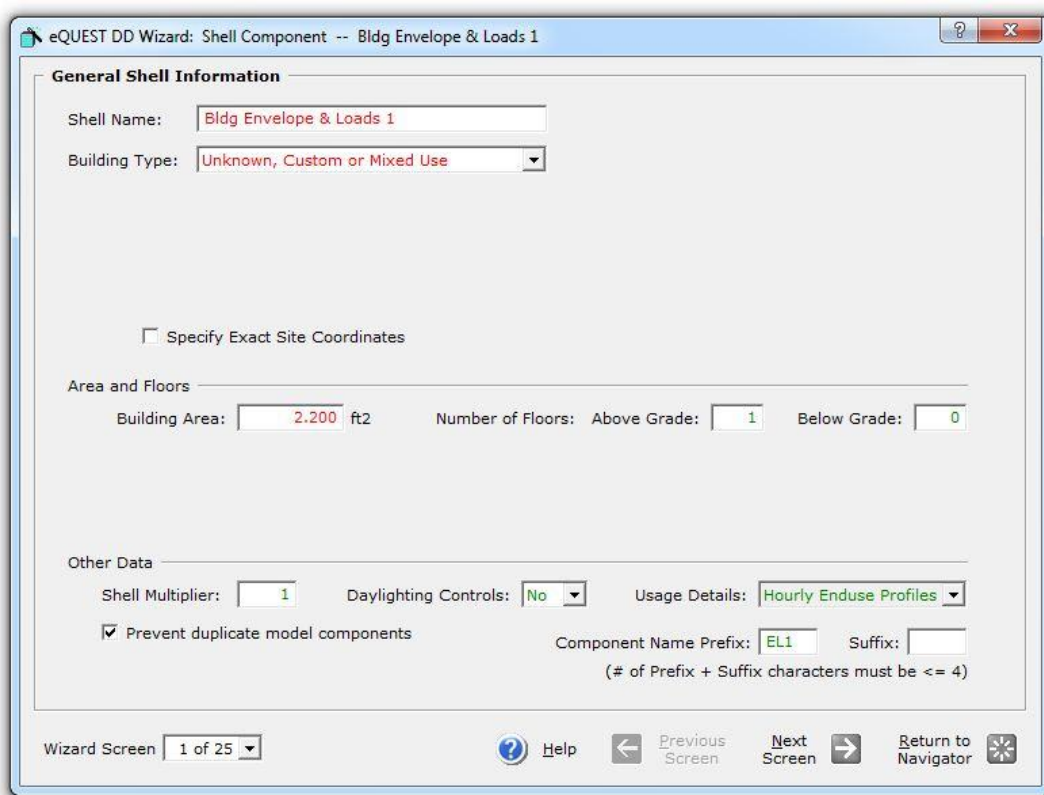 eQUEST DD Wizard: Shell Component -- Bldg Envelope & Loads 1
General Shell Information
Shell Name: Bldg Envelope & Loads 1
Building Type: Unknown, Custom or Mixed Use
Specify Exact Site Coordinates
Area and Floors
Building Area: 2.200 ft2 Number of Floors: Above Grade: 1 Below Grade: 0
Other Data
Shell Multiplier: 1 Daylighting Controls: No Usage Details: Hourly Enduse Profiles
Prevent duplicate model components
Component Name Prefix: EL1 Suffix:
(# of Prefix + Suffix characters must be <= 4)
Wizard Screen 1 of 25 Help Previous Screen Next Screen Return to Navigator